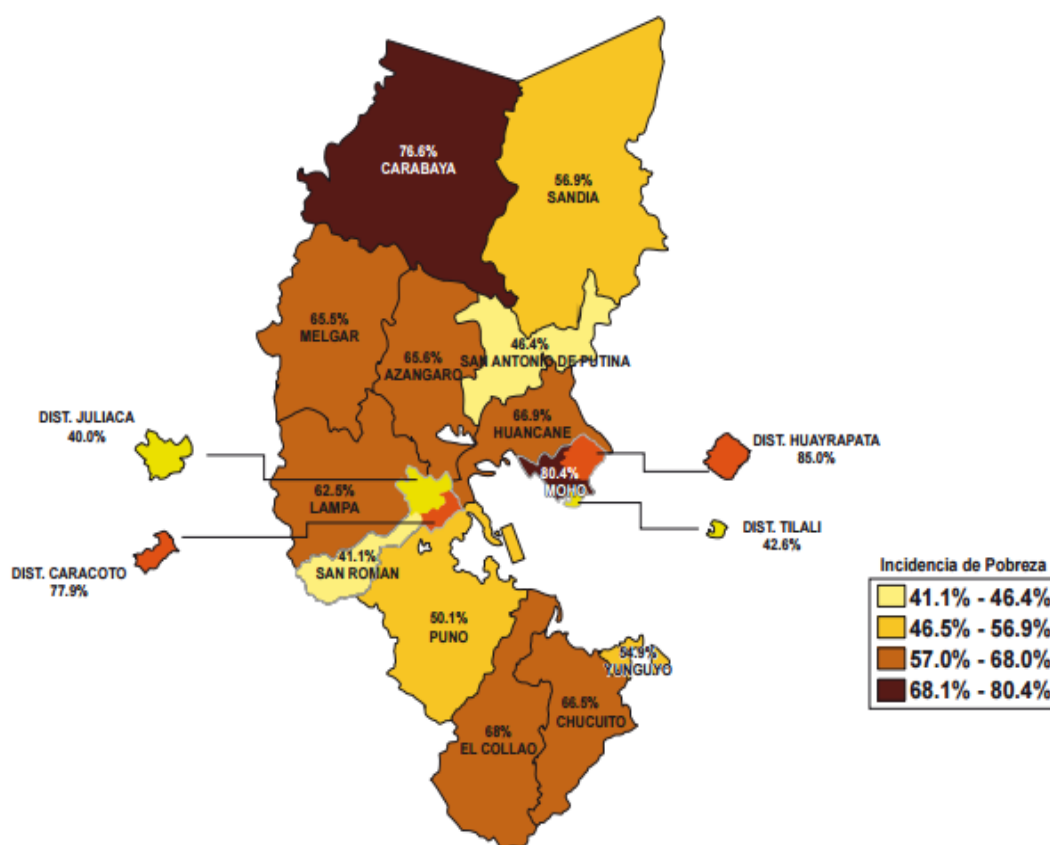 76.6%
CARABAYA
56.9%
SANDIA
65.5%
MELGAR
65.6%
AZANGARO
46.4%
SAN ANTONIO DE PUTINA
DIST. JULIACA
40.0%
66.9%
HUANCANE
DIST. HUAYRAPATA
85.0%
80.4%
MOHO
62.5%
LAMPA
DIST. TILALI
42.6%
DIST. CARACOTO
77.9%
41.1%
SAN ROMAN
50.1%
PUNO
54.9%
YUNGUYO
66.5%
CHUCUITO
68%
EL COLLAO
Incidencia de Pobreza
41.1% - 46.4%
46.5% - 56.9%
57.0% - 68.0%
68.1% - 80.4%